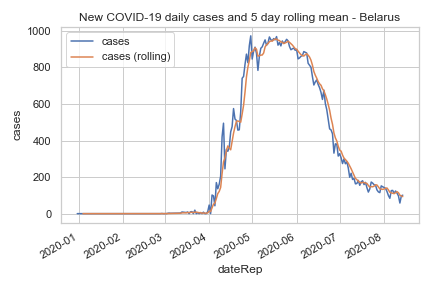 New COVID-19 daily cases and 5 day rolling mean - Belarus
cases
cases (rolling)
1000
800
600
400
200
0
cases
2020-01
2020-02
2020-03
2020-04
2020-05
2020-06
2020-07
2020-08
dateRep